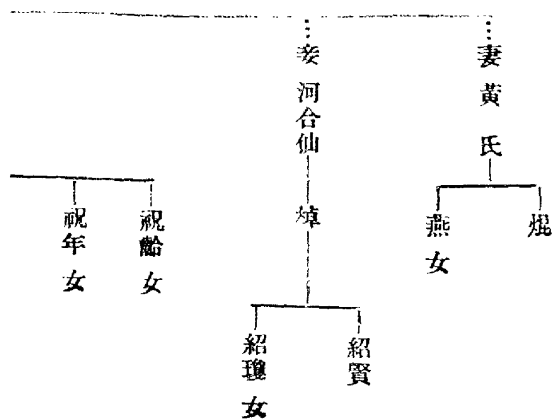 妻 黃 氏
焜
燕 女
妾 河合仙
焯
紹賢
紹瓊 女
祝齡 女
祝年 女